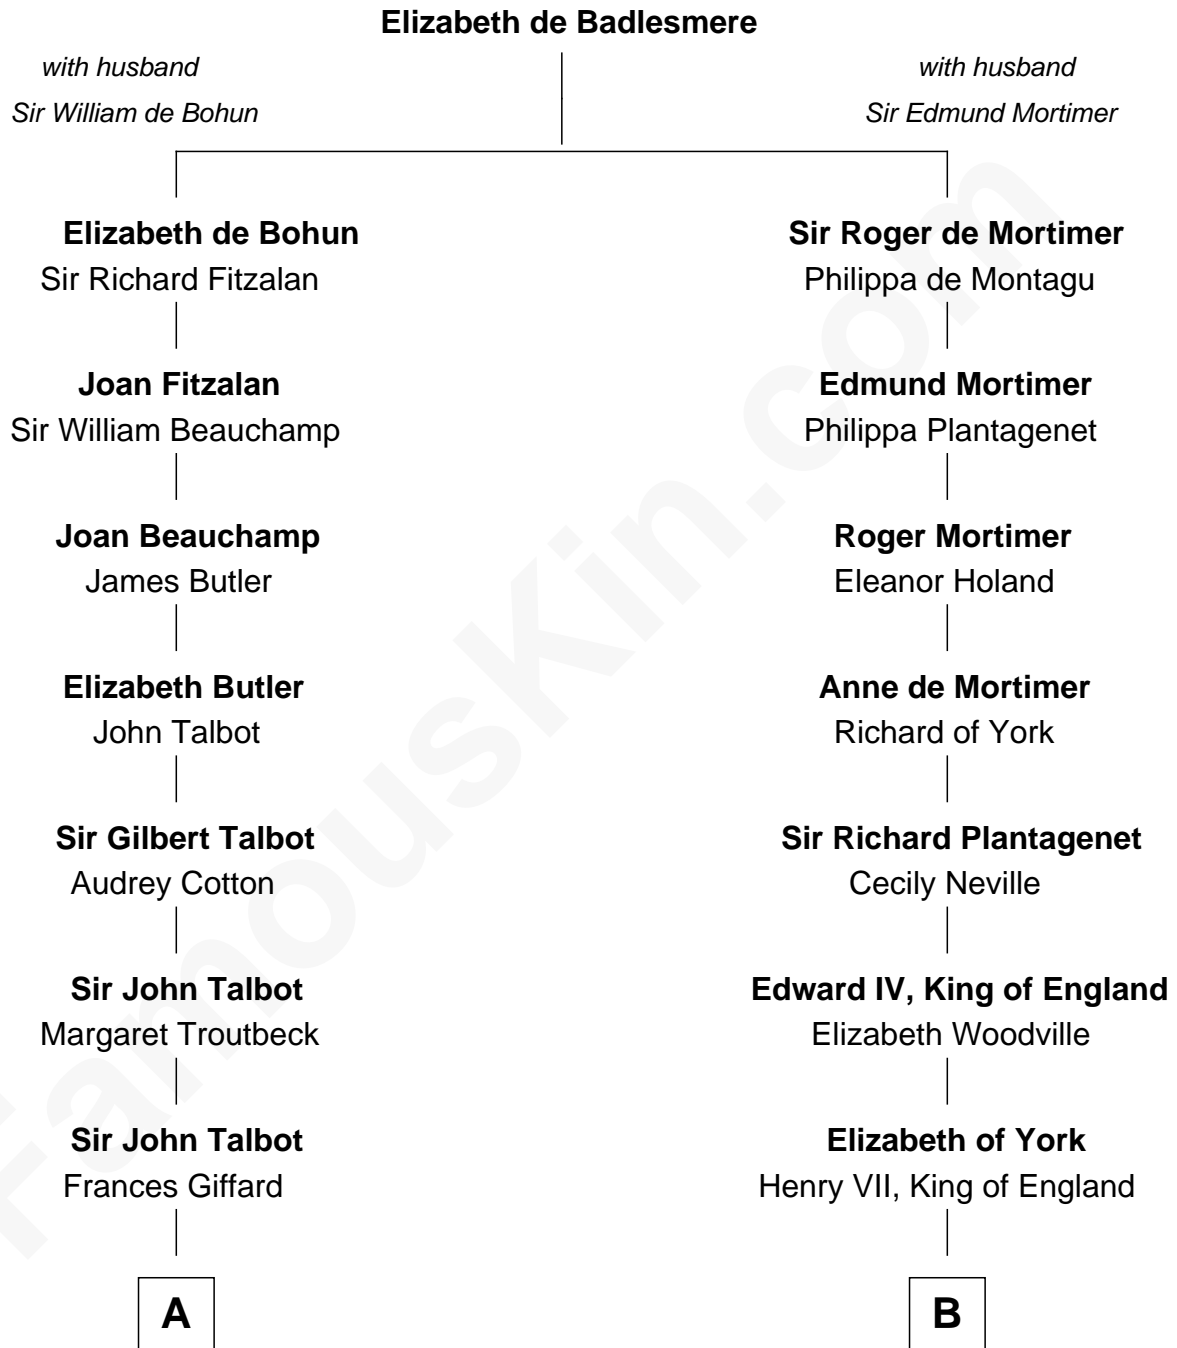 Elizabeth de Badlesmere
with husband
Sir William de Bohun
with husband
Sir Edmund Mortimer
Elizabeth de Bohun
Sir Richard Fitzalan
Joan Fitzalan
Sir William Beauchamp
Joan Beauchamp
James Butler
Elizabeth Butler
John Talbot
Sir Gilbert Talbot
Audrey Cotton
Sir John Talbot
Margaret Troutbeck
Sir John Talbot
Frances Giffard
A
Sir Roger de Mortimer
Philippa de Montagu
Edmund Mortimer
Philippa Plantagenet
Roger Mortimer
Eleanor Holand
Anne de Mortimer
Richard of York
Sir Richard Plantagenet
Cecily Neville
Edward IV, King of England
Elizabeth Woodville
Elizabeth of York
Henry VII, King of England
B
FamousKin.com